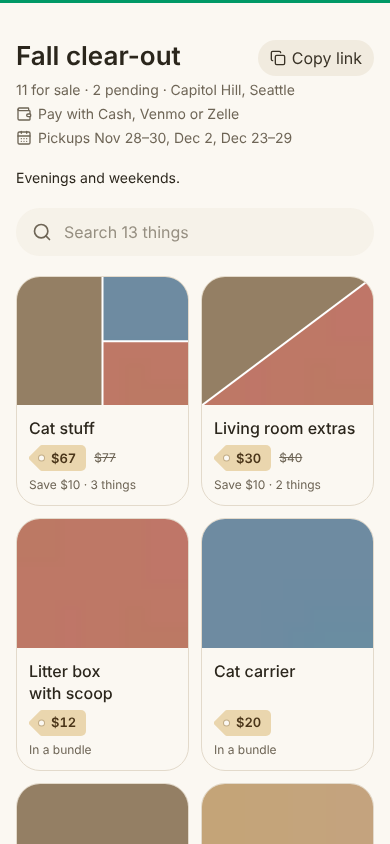 Fall clear-out
Copy link
11 for sale · 2 pending · Capitol Hill, Seattle
Pay with Cash, Venmo or Zelle
Pickups Nov 28–30, Dec 2, Dec 23–29
Evenings and weekends.
Search 13 things
Cat stuff
$67 $77
Save $10 · 3 things
Living room extras
$30 $40
Save $10 · 2 things
Litter box
with scoop
$12
In a bundle
Cat carrier
$20
In a bundle